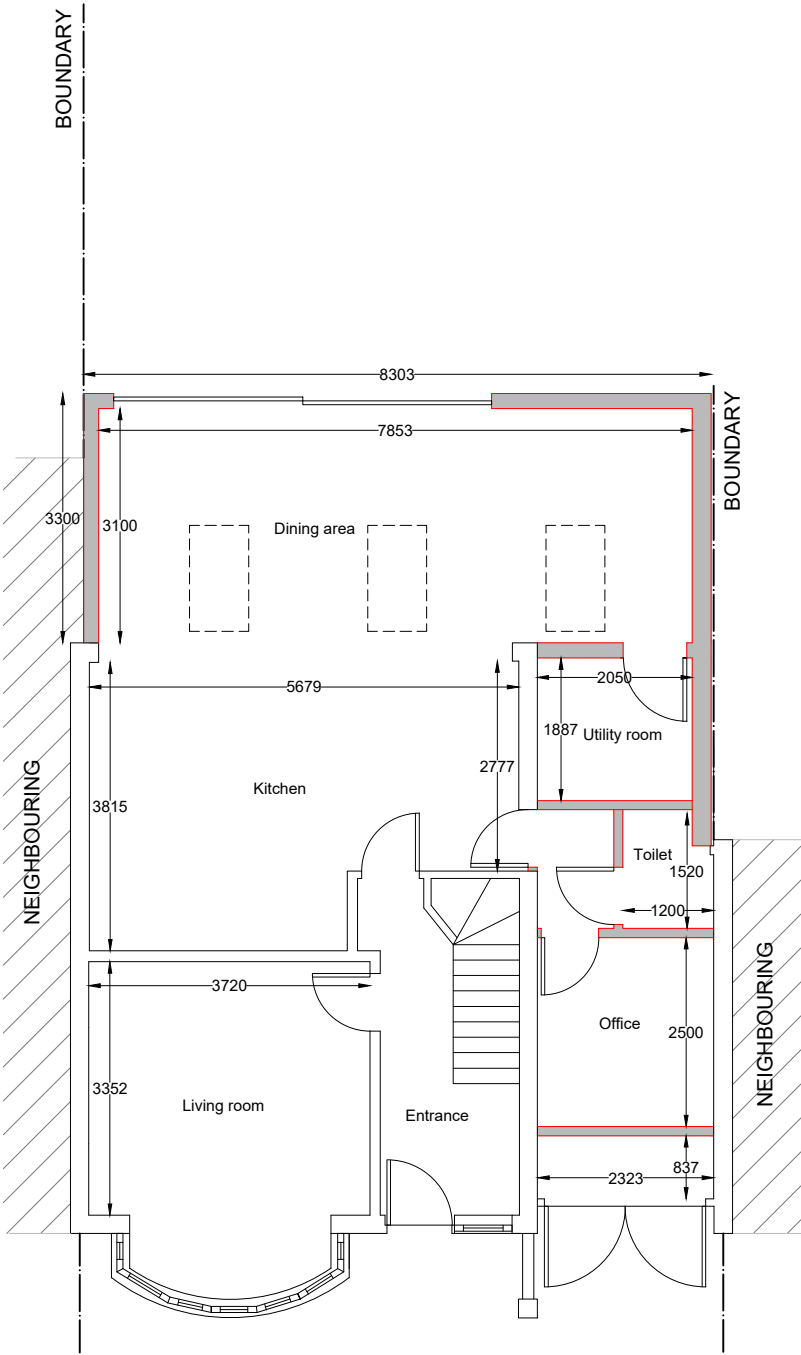 BOUNDARY
8303
BOUNDARY
7853
3300
3100
Dining area
5679
2050
1887
Utility room
2777
NEIGHBOURING
Kitchen
3815
Toilet
1520
1200
NEIGHBOURING
3720
Office
2500
3352
Living room
Entrance
837
2323